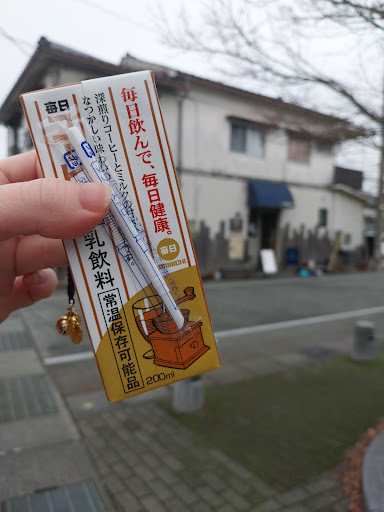 毎日
毎日飲んで、毎日健康。
深煎りコーヒーとミルクの
なつかしい味わい
です。
毎日
乳飲料
常温保存可能品
200ml